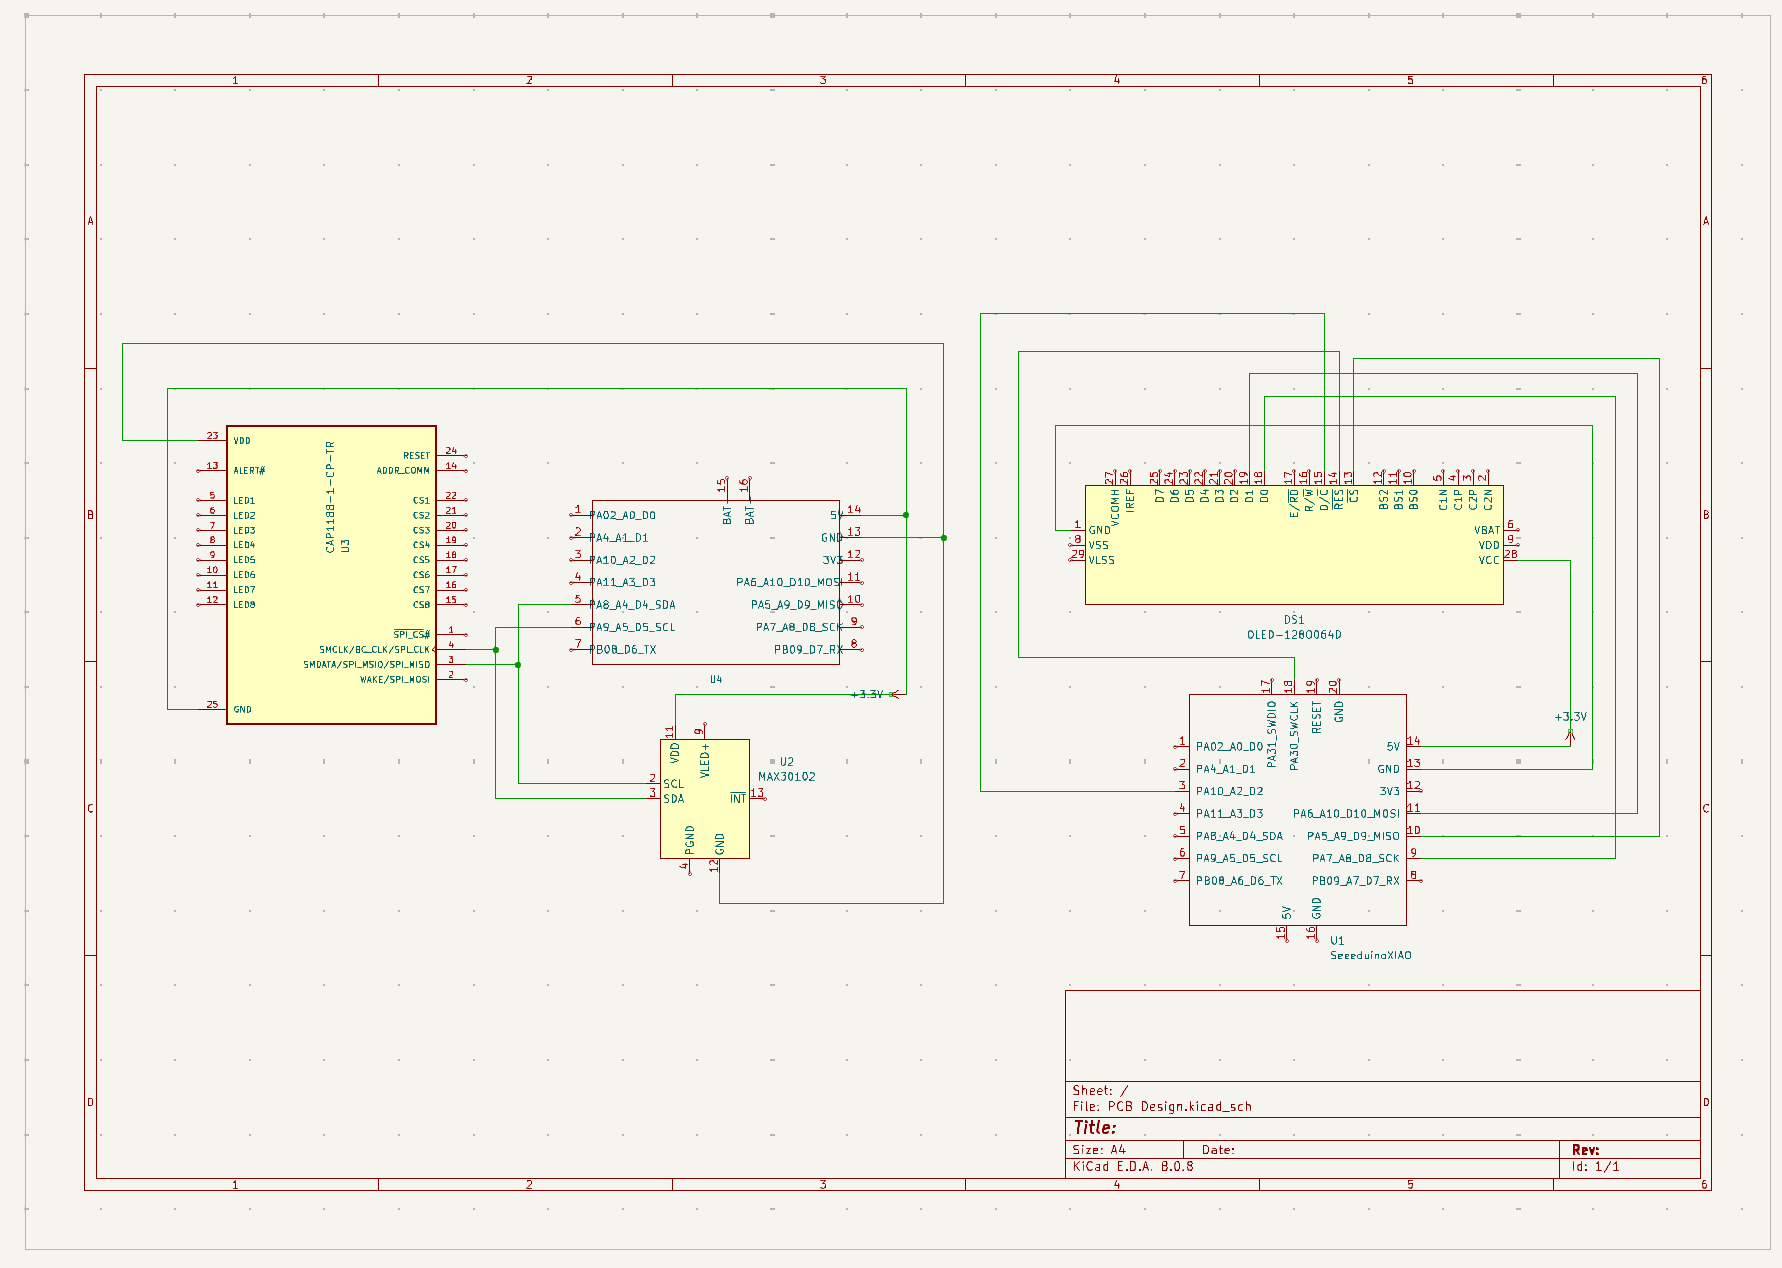 1 2 3 4 5 6
A
B
C
D
A
B
C
D
1 2 3 4 5 6
CAP1188-1-CP-TR
U3
23 VDD
13 ALERT#
5 LED1
6 LED2
7 LED3
8 LED4
9 LED5
10 LED6
11 LED7
12 LED8
25 GND
RESET 24
ADDR_COMM 14
CS1 22
CS2 21
CS3 20
CS4 19
CS5 18
CS6 17
CS7 16
CS8 15
SPI_CS# 1
SMCLK/BC_CLK/SPI_CLK 4
SMDATA/SPI_MSIO/SPI_MISO 3
WAKE/SPI_MOSI 2
15 BAT-
16 BAT-
1 PA02_A0_D0
2 PA4_A1_D1
3 PA10_A2_D2
4 PA11_A3_D3
5 PA8_A4_D4_SDA
6 PA9_A5_D5_SCL
7 PB08_D6_TX
5V 14
GND 13
3V3 12
PA6_A10_D10_MOSI 11
PA5_A9_D9_MISO 10
PA7_A8_D8_SCK 9
PB09_D7_RX 8
U4
+3.3V
11 VDD
9 VLED+
2 SCL
3 SDA
INT 13
4 PGND
12 GND
U2
MAX30102
27 VCOMH
26 IREF
25 D7
24 D6
23 D5
22 D4
21 D3
20 D2
19 D1
18 D0
17 E/RD
16 R/W
15 D/C
14 RES
13 CS
12 BS2
11 BS1
10 BS0
5 C1N
4 C1P
3 C2P
2 C2N
1 GND
8 VSS
29 VLSS
VBAT 6
VDD 9
VCC 28
DS1
OLED-128O064D
+3.3V
17 PA31_SWDIO
18 PA30_SWCLK
19 RESET
20 GND
1 PA02_A0_D0
2 PA4_A1_D1
3 PA10_A2_D2
4 PA11_A3_D3
5 PA8_A4_D4_SDA
6 PA9_A5_D5_SCL
7 PB08_A6_D6_TX
5V 14
GND 13
3V3 12
PA6_A10_D10_MOSI 11
PA5_A9_D9_MISO 10
PA7_A8_D8_SCK 9
PB09_A7_D7_RX 8
15 5V
16 GND
U1
SeeeduinoXIAO
Sheet: /
File: PCB Design.kicad_sch
Title:
Size: A4 Date: Rev:
KiCad E.D.A. 8.0.8 Id: 1/1